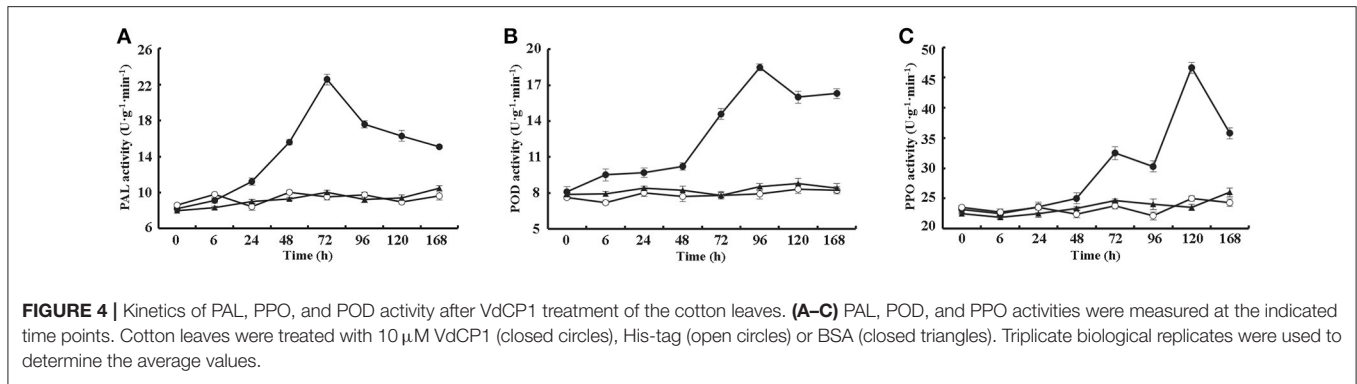 A
B
C
PAL activity (U·g⁻¹·min⁻¹)
26
22
18
14
10
6
0 6 24 48 72 96 120 168
Time (h)
POD activity (U·g⁻¹·min⁻¹)
20
17
14
11
8
5
0 6 24 48 72 96 120 168
Time (h)
PPO activity (U·g⁻¹·min⁻¹)
50
45
40
35
30
25
20
0 6 24 48 72 96 120 168
Time (h)
FIGURE 4 | Kinetics of PAL, PPO, and POD activity after VdCP1 treatment of the cotton leaves. (A–C) PAL, POD, and PPO activities were measured at the indicated
time points. Cotton leaves were treated with 10 μM VdCP1 (closed circles), His-tag (open circles) or BSA (closed triangles). Triplicate biological replicates were used to
determine the average values.